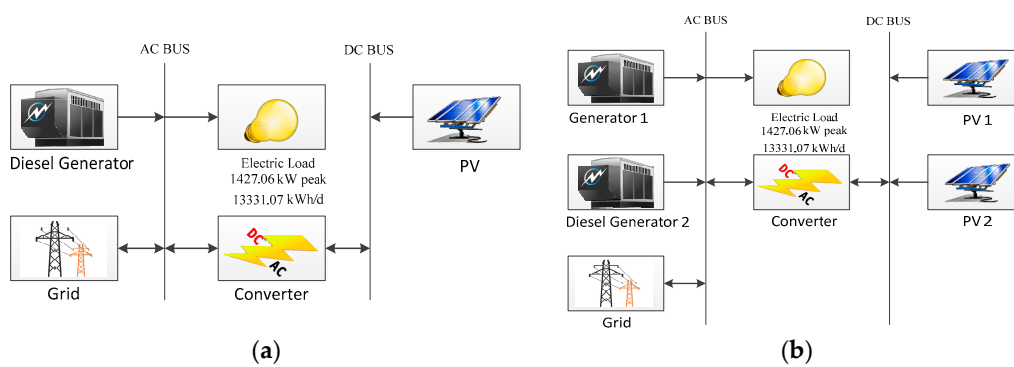 AC BUS
DC BUS
Diesel Generator
Electric Load
1427.06 kW peak
13331.07 kWh/d
PV
Grid
DC
AC
Converter
(a)
AC BUS
DC BUS
Generator 1
Electric Load
1427.06 kW peak
13331.07 kWh/d
PV 1
Diesel Generator 2
DC
AC
Converter
PV 2
Grid
(b)